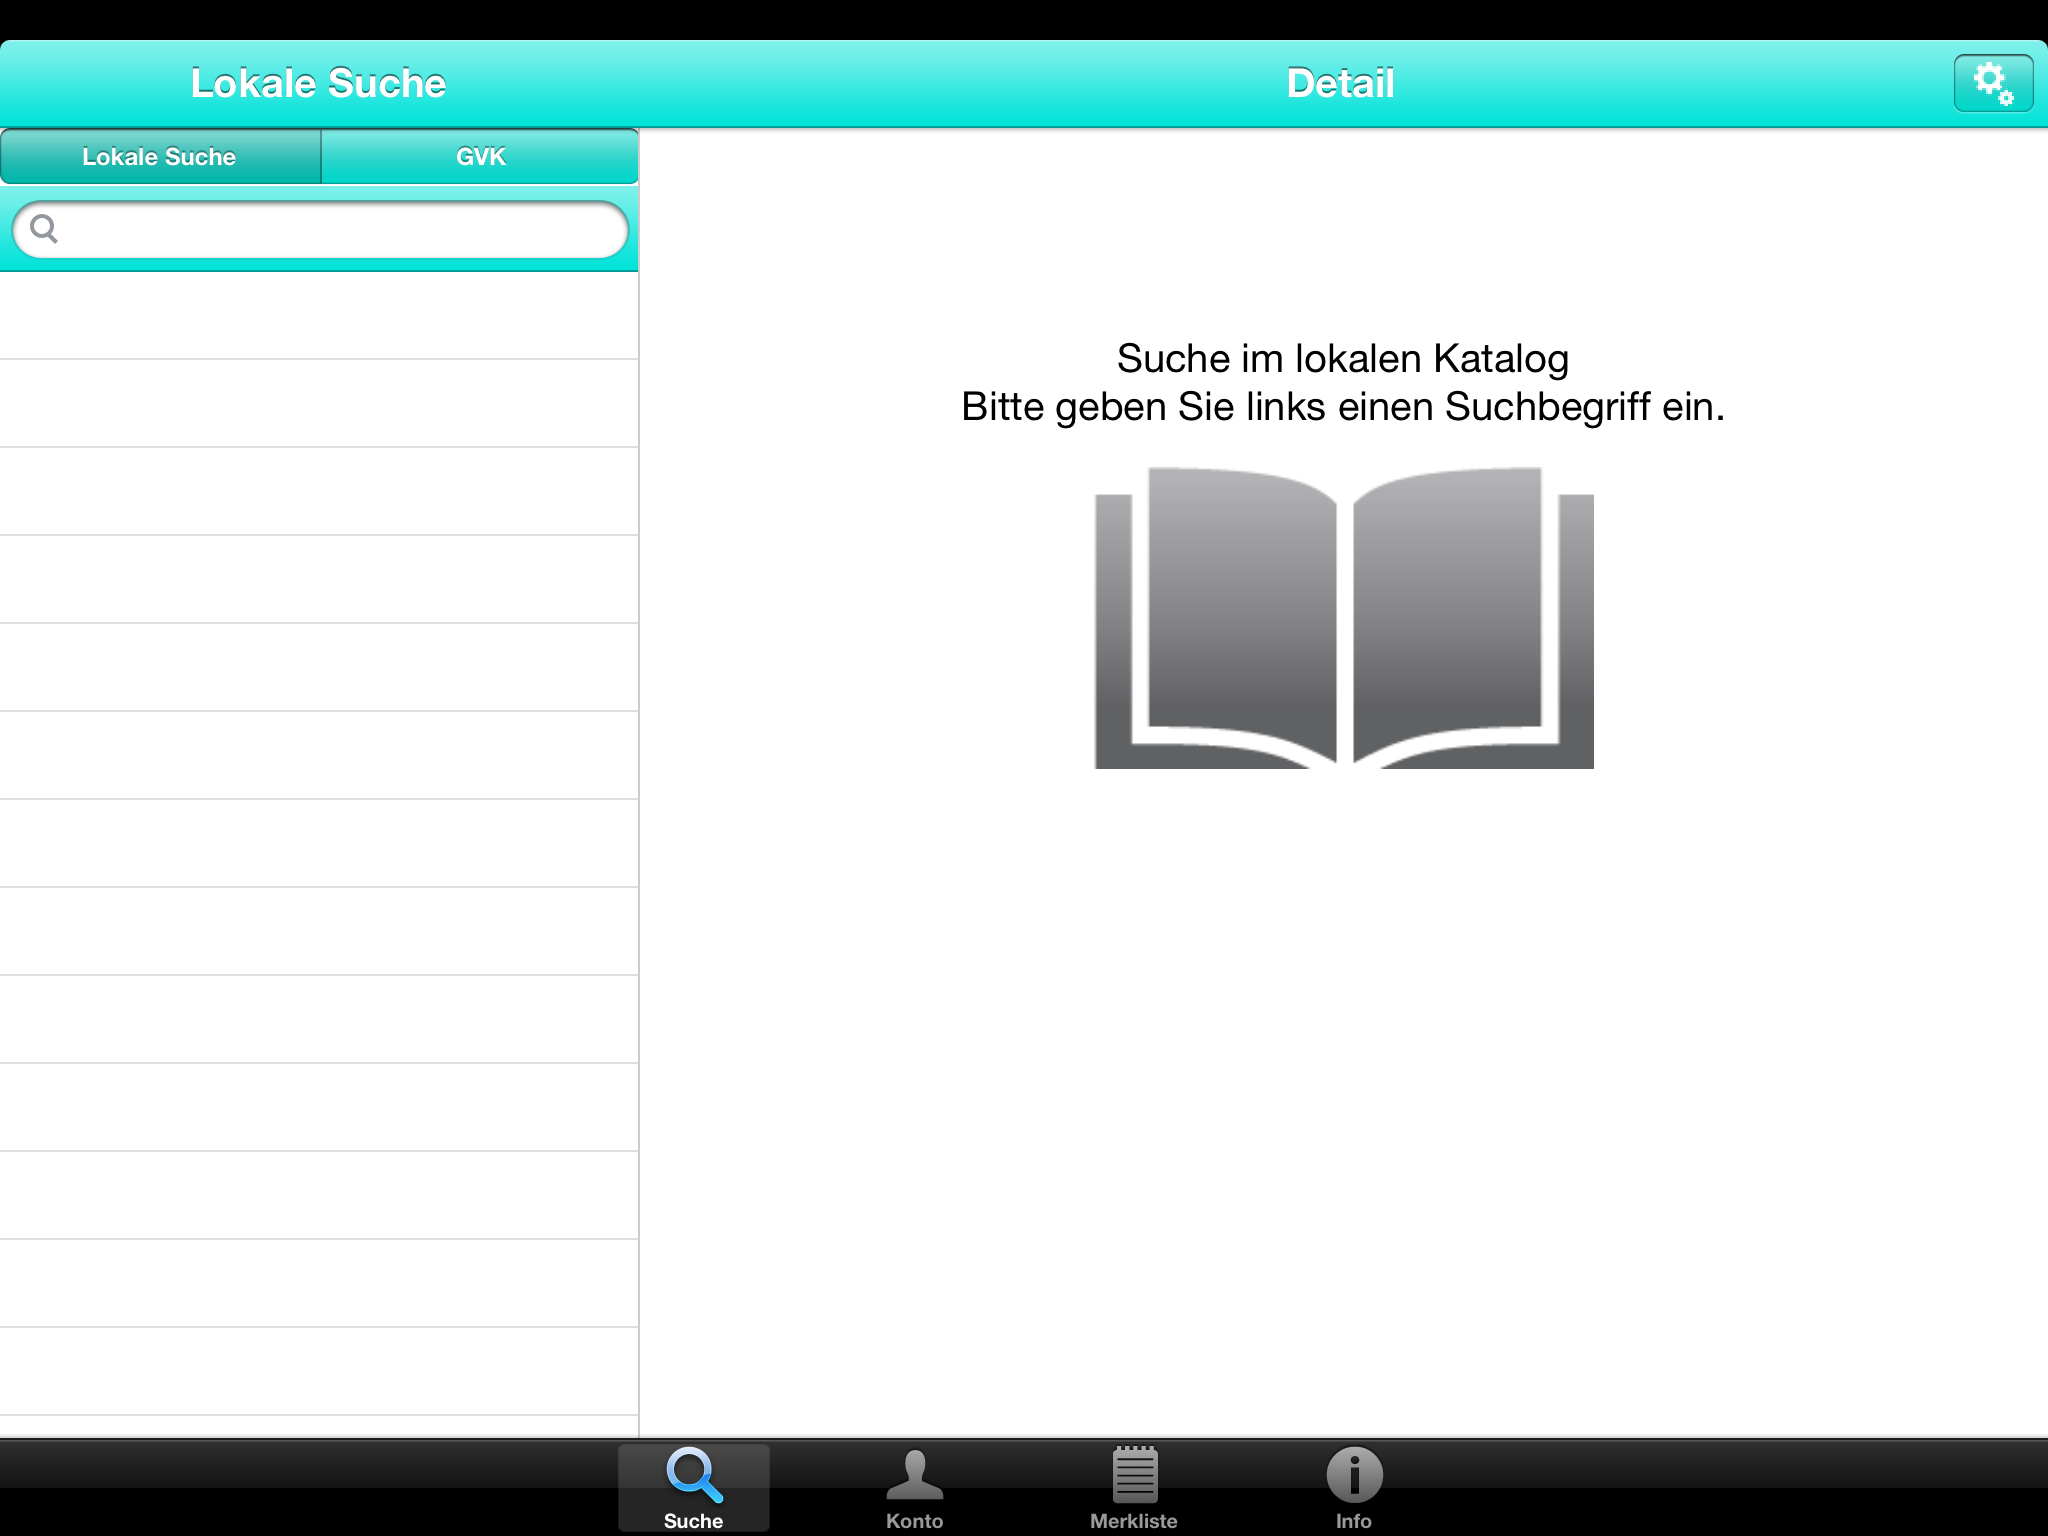 Lokale Suche
Detail
Lokale Suche
GVK
Suche im lokalen Katalog
Bitte geben Sie links einen Suchbegriff ein.
Suche
Konto
Merkliste
Info